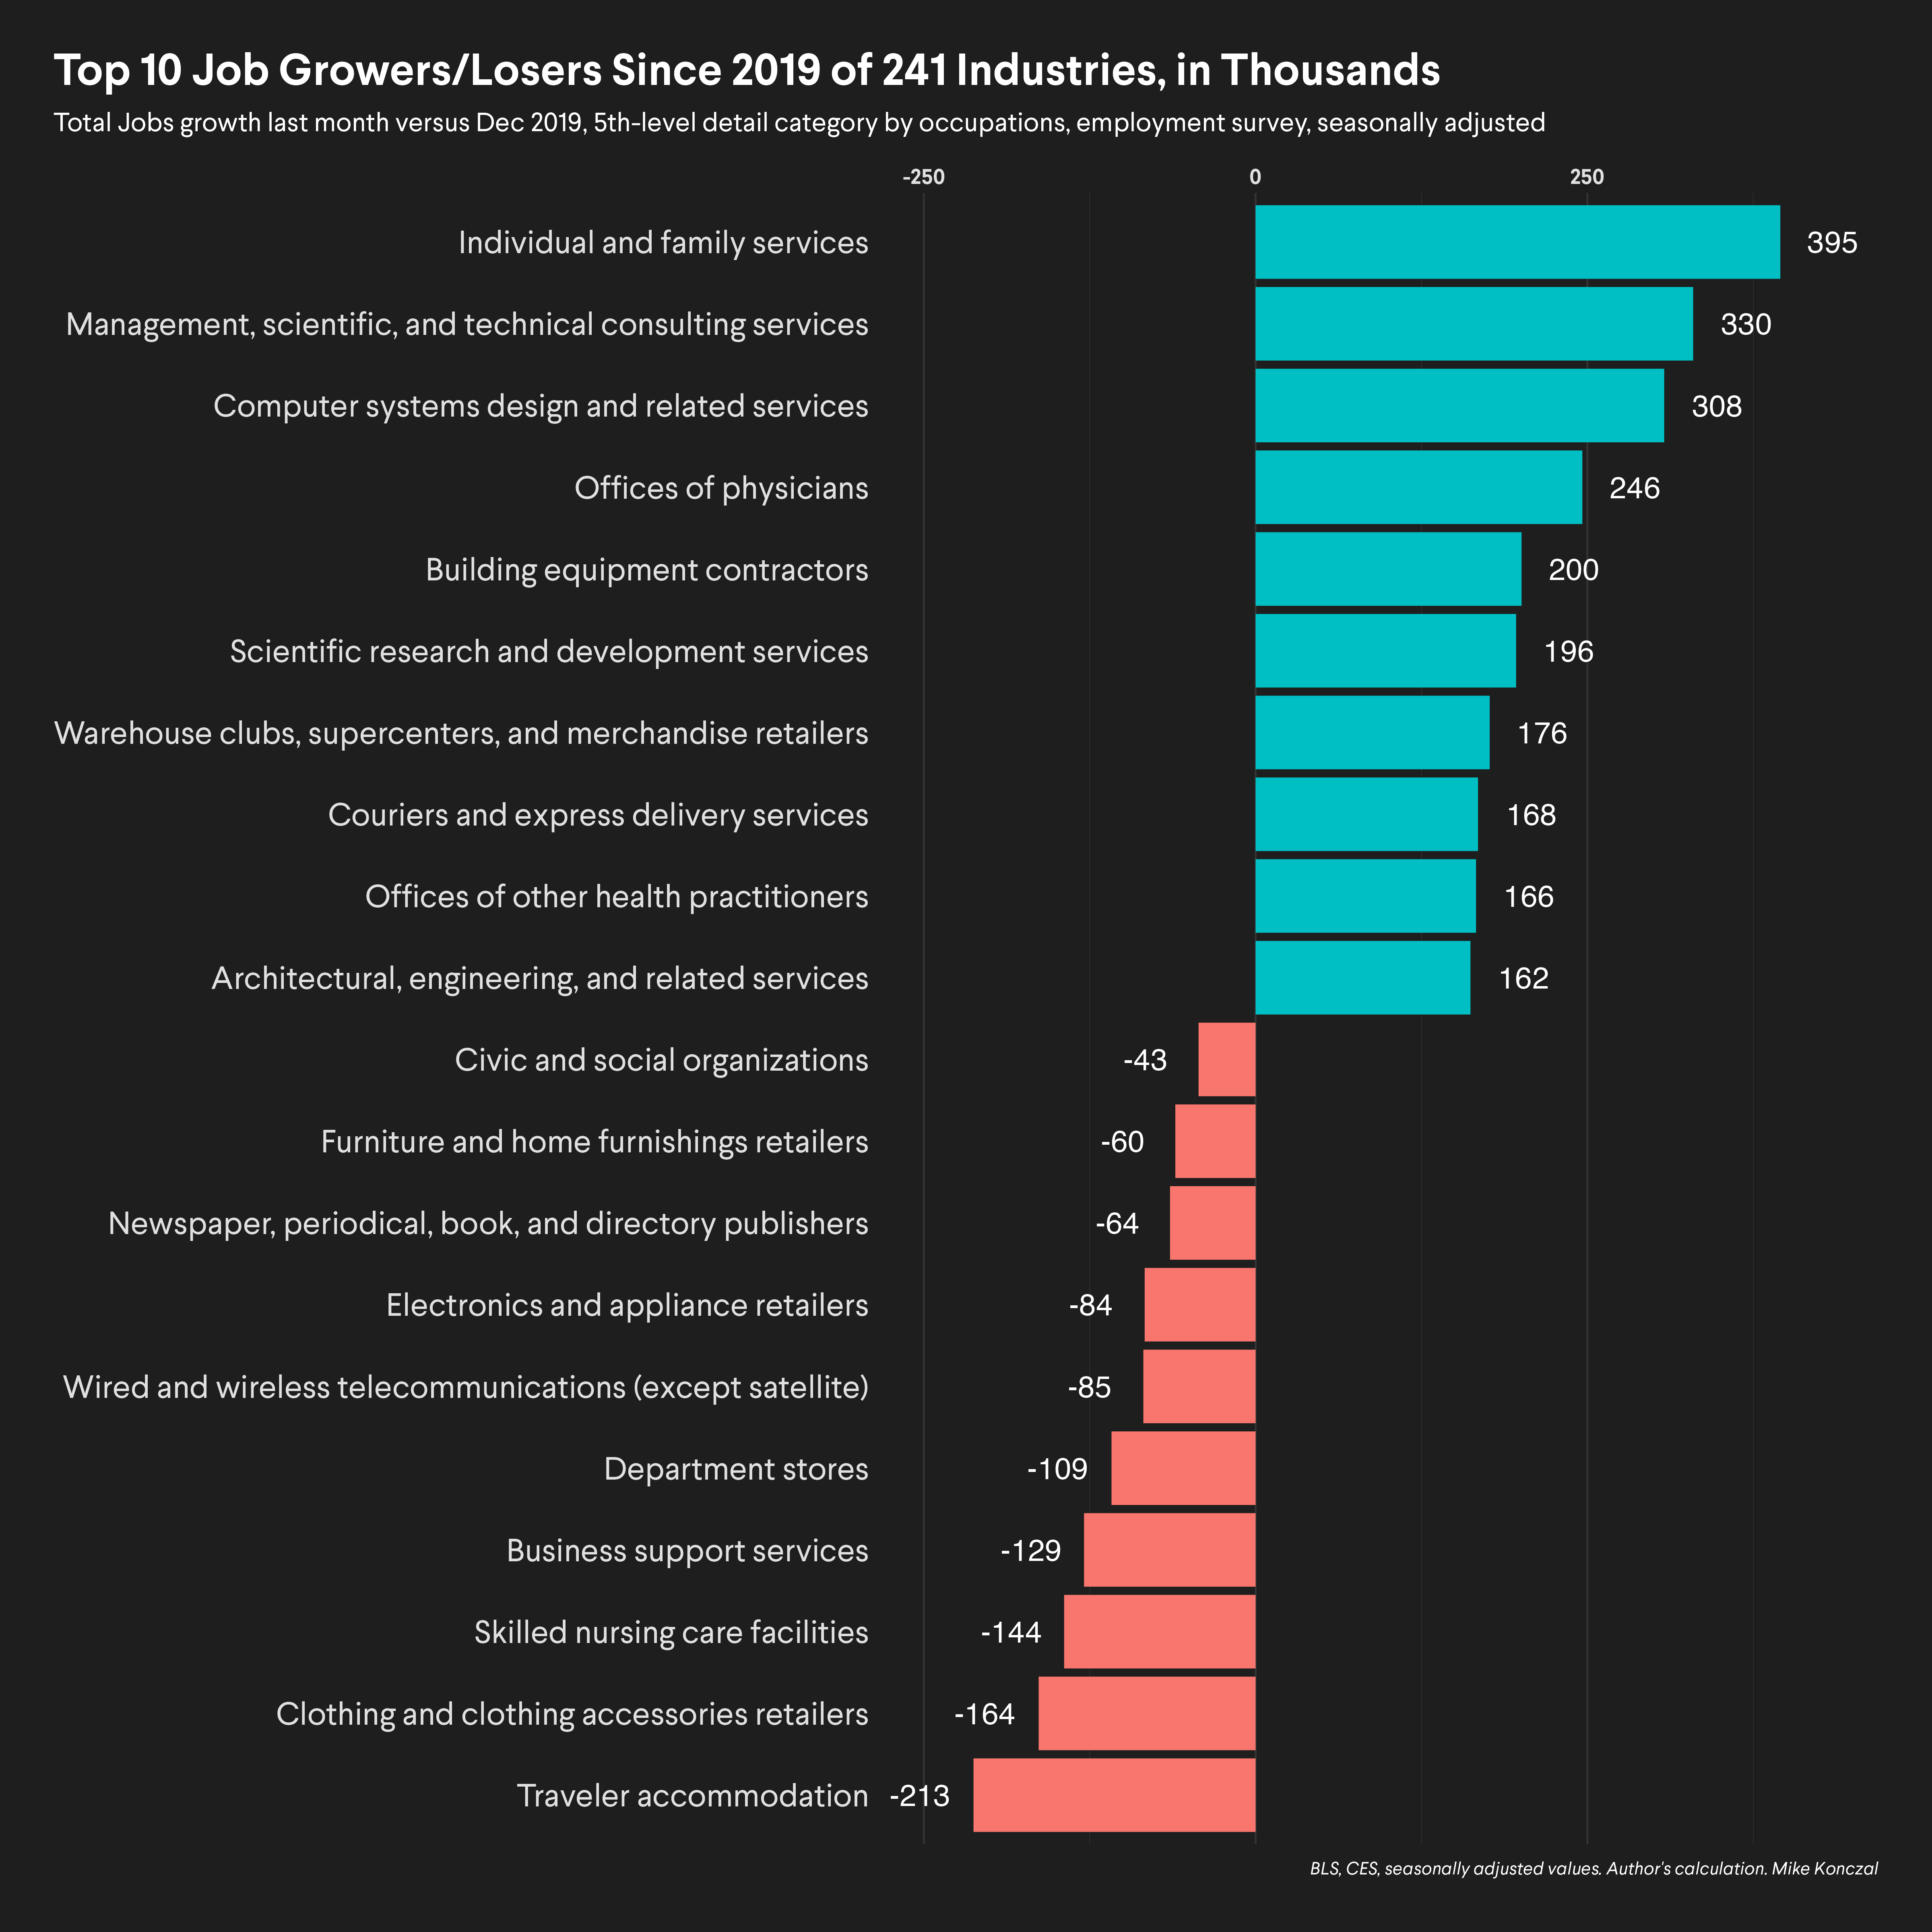 Top 10 Job Growers/Losers Since 2019 of 241 Industries, in Thousands
Total Jobs growth last month versus Dec 2019, 5th-level detail category by occupations, employment survey, seasonally adjusted
-250 0 250
Individual and family services 395
Management, scientific, and technical consulting services 330
Computer systems design and related services 308
Offices of physicians 246
Building equipment contractors 200
Scientific research and development services 196
Warehouse clubs, supercenters, and merchandise retailers 176
Couriers and express delivery services 168
Offices of other health practitioners 166
Architectural, engineering, and related services 162
Civic and social organizations -43
Furniture and home furnishings retailers -60
Newspaper, periodical, book, and directory publishers -64
Electronics and appliance retailers -84
Wired and wireless telecommunications (except satellite) -85
Department stores -109
Business support services -129
Skilled nursing care facilities -144
Clothing and clothing accessories retailers -164
Traveler accommodation -213
BLS, CES, seasonally adjusted values. Author's calculation. Mike Konczal